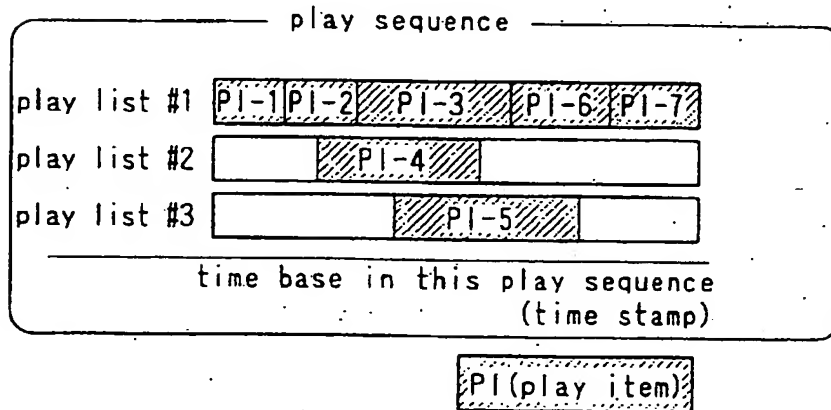 play sequence
play list #1 PI-1 PI-2 PI-3 PI-6 PI-7
play list #2 PI-4
play list #3 PI-5
time base in this play sequence
(time stamp)
PI(play item)